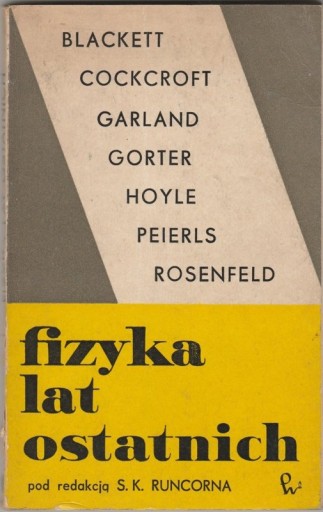 BLACKETT
COCKCROFT
GARLAND
GORTER
HOYLE
PEIERLS
ROSENFELD
fizyka
lat
ostatnich
pod redakcją S. K. RUNCORNA